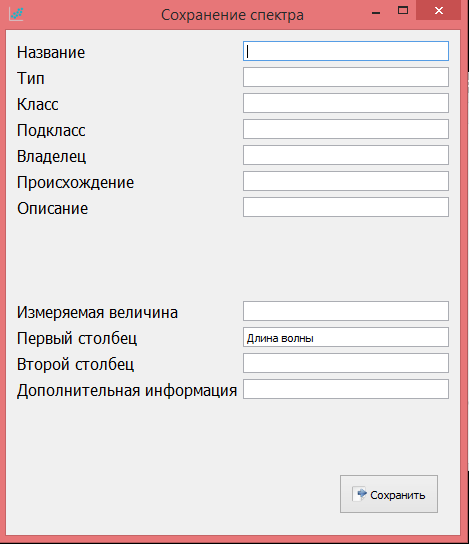 Сохранение спектра
Название
Тип
Класс
Подкласс
Владелец
Происхождение
Описание
Измеряемая величина
Первый столбец Длина волны
Второй столбец
Дополнительная информация
Сохранить